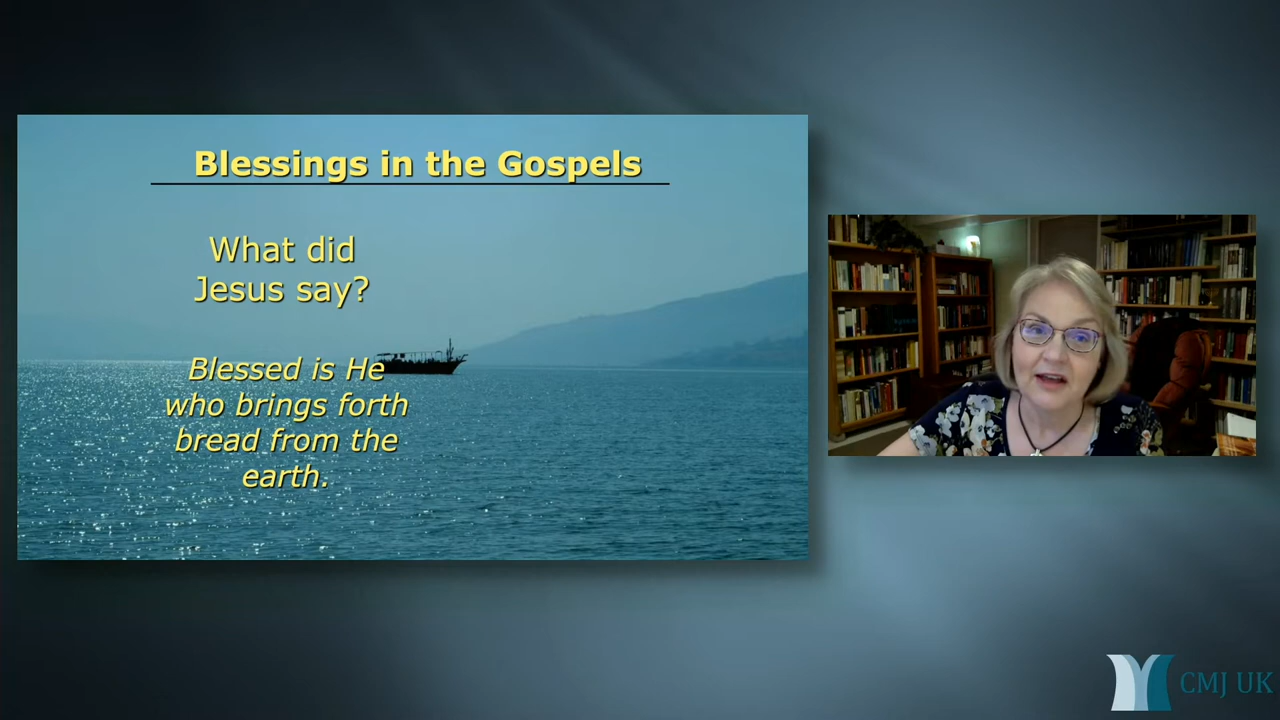 Blessings in the Gospels
What did
Jesus say?
Blessed is He
who brings forth
bread from the
earth.
CMJ UK